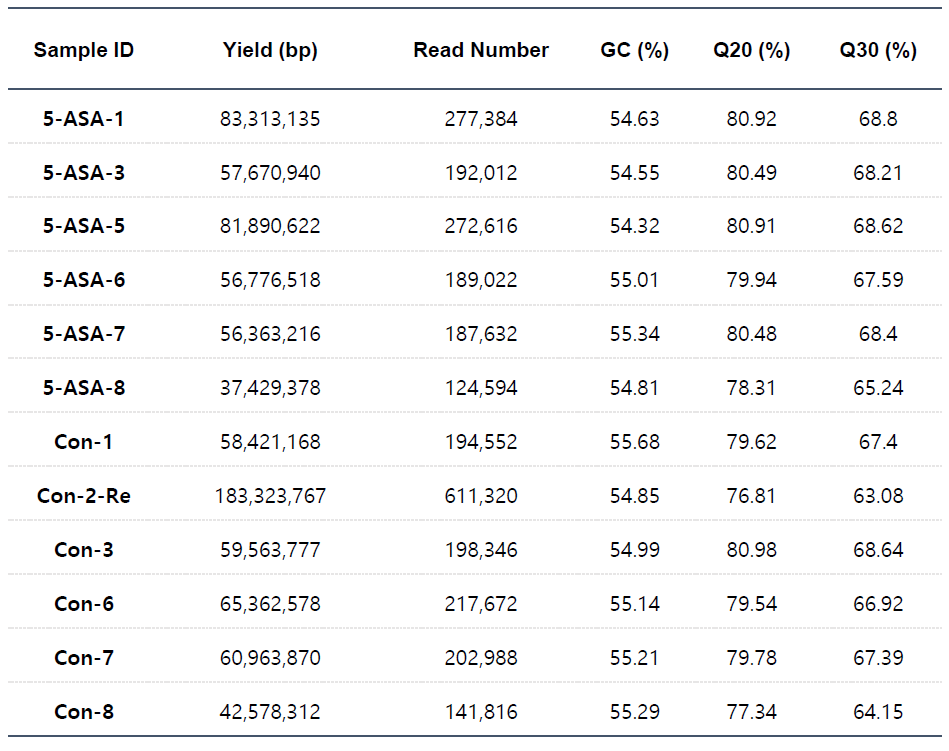 Sample ID Yield (bp) Read Number GC (%) Q20 (%) Q30 (%)
5-ASA-1 83,313,135 277,384 54.63 80.92 68.8
5-ASA-3 57,670,940 192,012 54.55 80.49 68.21
5-ASA-5 81,890,622 272,616 54.32 80.91 68.62
5-ASA-6 56,776,518 189,022 55.01 79.94 67.59
5-ASA-7 56,363,216 187,632 55.34 80.48 68.4
5-ASA-8 37,429,378 124,594 54.81 78.31 65.24
Con-1 58,421,168 194,552 55.68 79.62 67.4
Con-2-Re 183,323,767 611,320 54.85 76.81 63.08
Con-3 59,563,777 198,346 54.99 80.98 68.64
Con-6 65,362,578 217,672 55.14 79.54 66.92
Con-7 60,963,870 202,988 55.21 79.78 67.39
Con-8 42,578,312 141,816 55.29 77.34 64.15